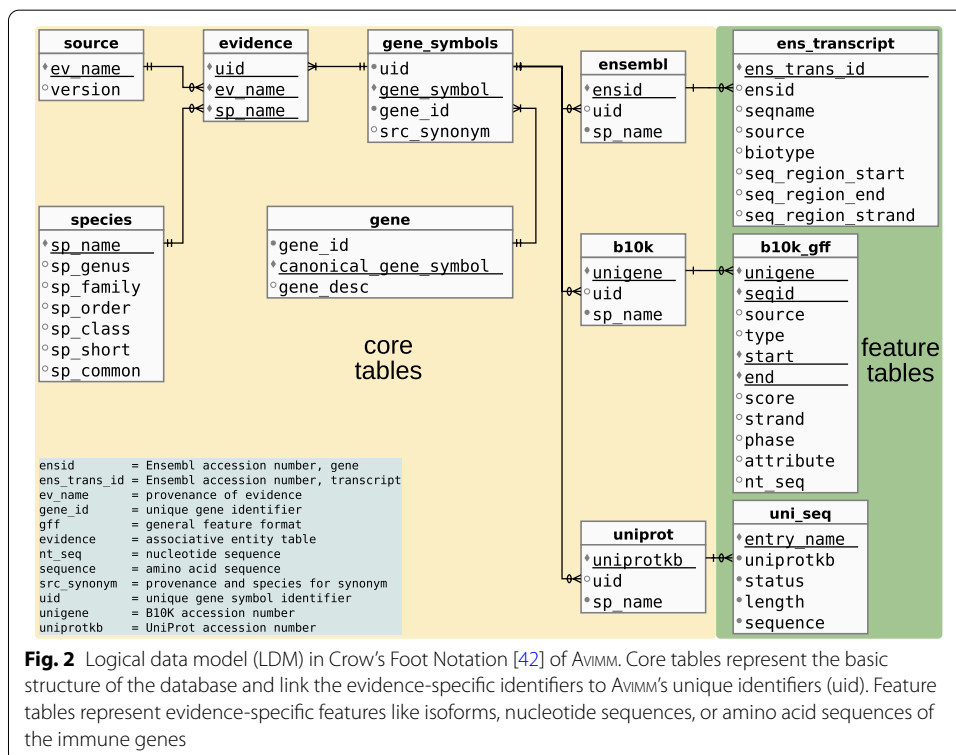 source
ev_name
version
evidence
uid
ev_name
sp_name
gene_symbols
uid
gene_symbol
gene_id
src_synonym
ensembl
ensid
uid
sp_name
ens_transcript
ens_trans_id
ensid
seqname
source
biotype
seq_region_start
seq_region_end
seq_region_strand
species
sp_name
sp_genus
sp_family
sp_order
sp_class
sp_short
sp_common
gene
gene_id
canonical_gene_symbol
gene_desc
b10k
unigene
uid
sp_name
b10k_gff
unigene
seqid
source
type
start
end
score
strand
phase
attribute
nt_seq
core
tables
feature
tables
uniprot
uniprotkb
uid
sp_name
uni_seq
entry_name
uniprotkb
status
length
sequence
ensid = Ensembl accession number, gene
ens_trans_id = Ensembl accession number, transcript
ev_name = provenance of evidence
gene_id = unique gene identifier
gff = general feature format
evidence = associative entity table
nt_seq = nucleotide sequence
sequence = amino acid sequence
src_synonym = provenance and species for synonym
uid = unique gene symbol identifier
unigene = B10K accession number
uniprotkb = UniProt accession number
Fig. 2 Logical data model (LDM) in Crow's Foot Notation [42] of AVIMM. Core tables represent the basic
structure of the database and link the evidence-specific identifiers to AVIMM's unique identifiers (uid). Feature
tables represent evidence-specific features like isoforms, nucleotide sequences, or amino acid sequences of
the immune genes